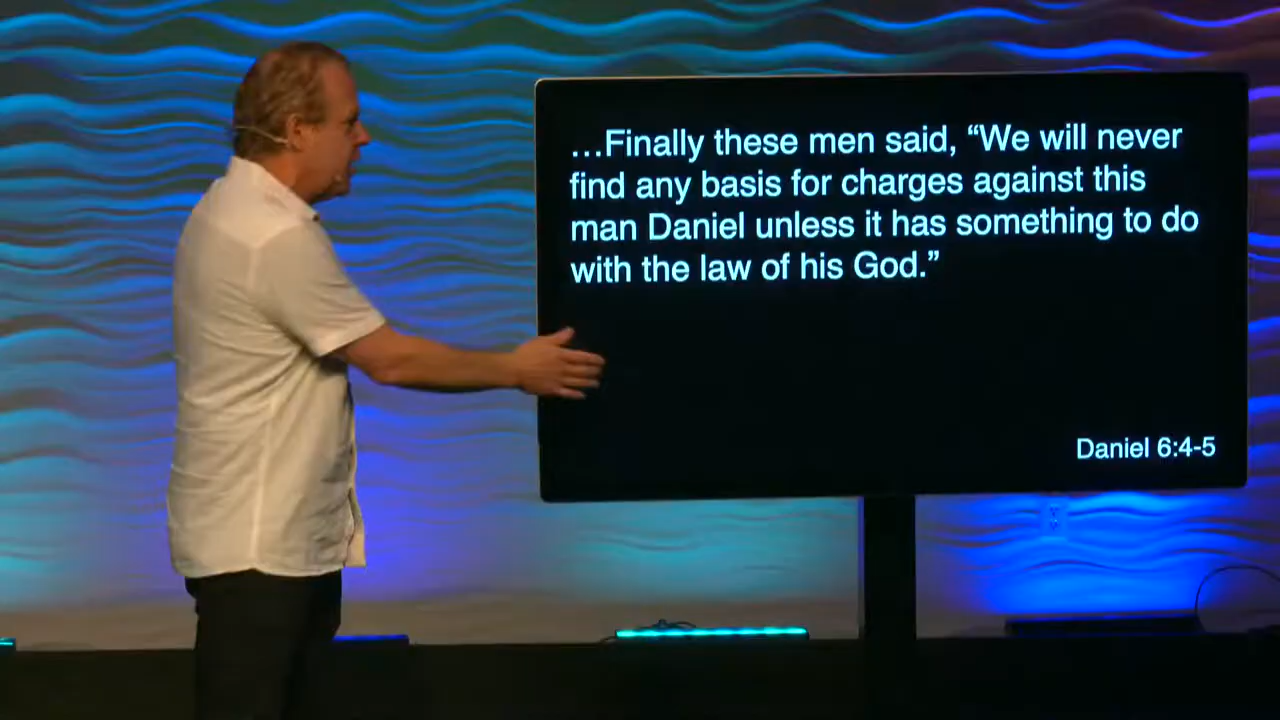 …Finally these men said, “We will never
find any basis for charges against this
man Daniel unless it has something to do
with the law of his God.”
Daniel 6:4-5